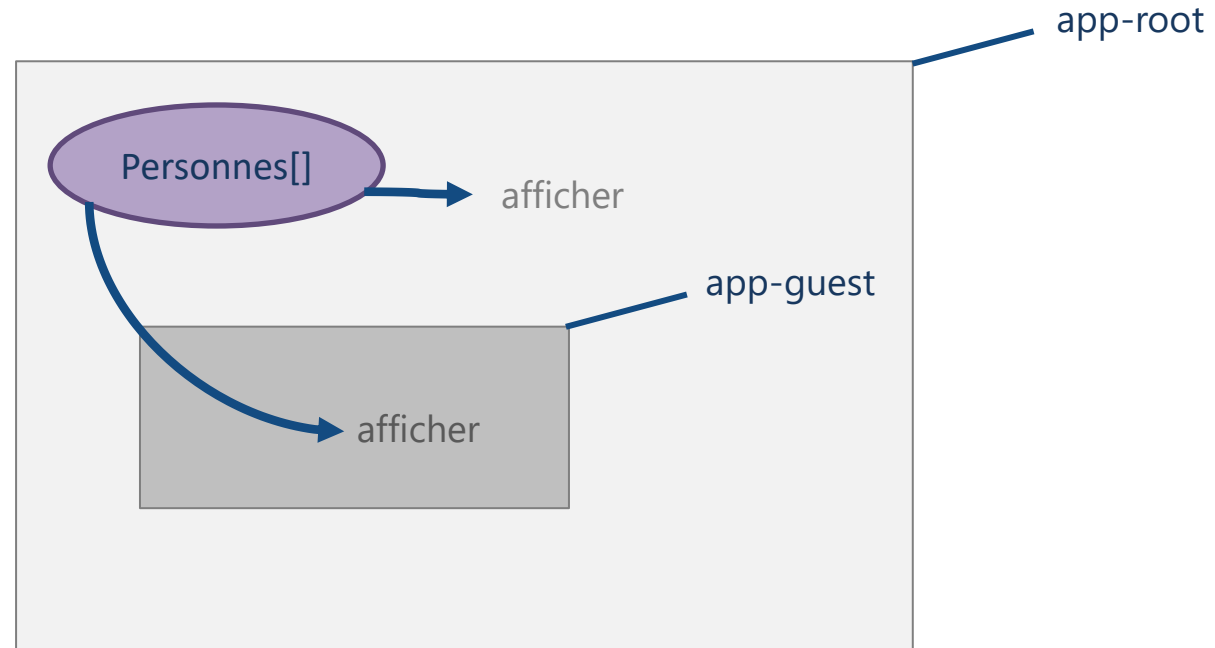 app-root
Personnes[]
afficher
app-guest
afficher